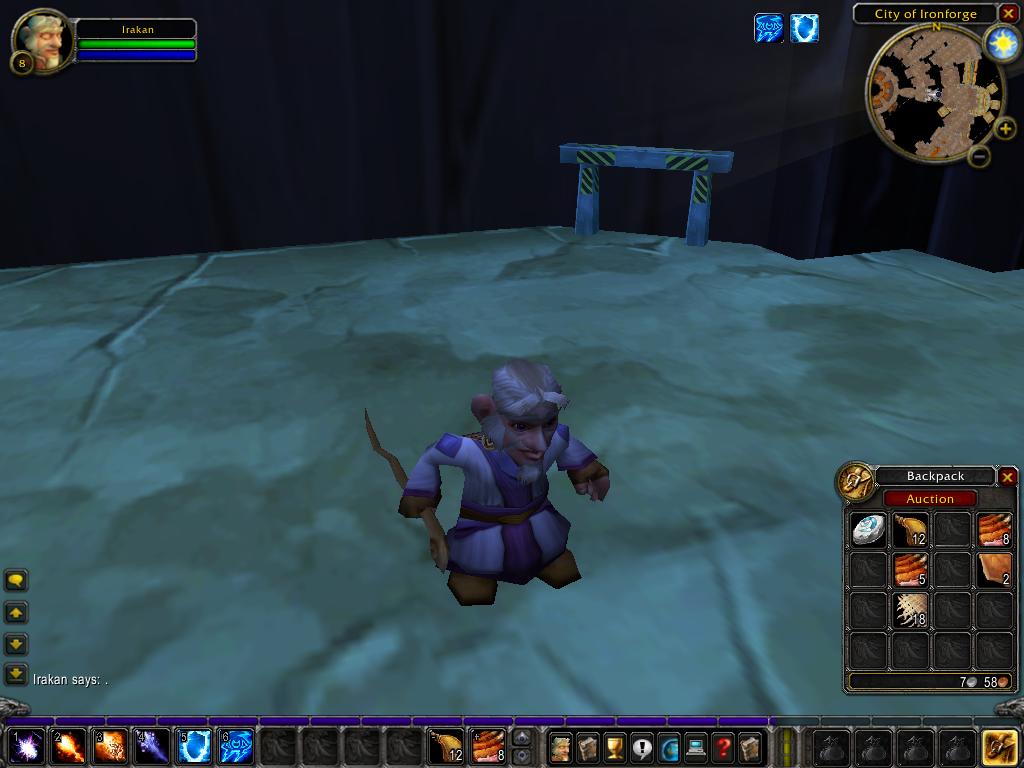 Irakan
8
City of Ironforge
N
Backpack
Auction
12
8
5
2
18
7 58
Irakan says: .
1 2 3 4 5 6 12 8